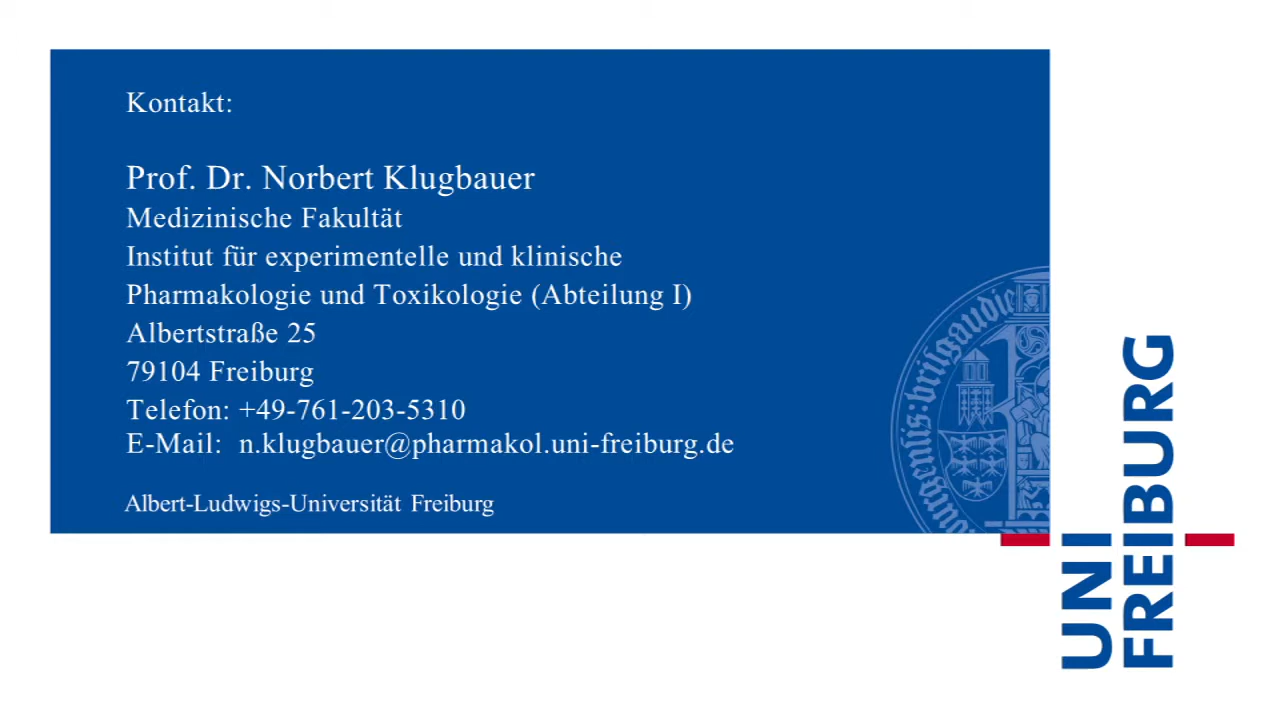 Kontakt:
Prof. Dr. Norbert Klugbauer
Medizinische Fakultät
Institut für experimentelle und klinische
Pharmakologie und Toxikologie (Abteilung I)
Albertstraße 25
79104 Freiburg
Telefon: +49-761-203-5310
E-Mail:  n.klugbauer@pharmakol.uni-freiburg.de
Albert-Ludwigs-Universität Freiburg
UNI
FREIBURG